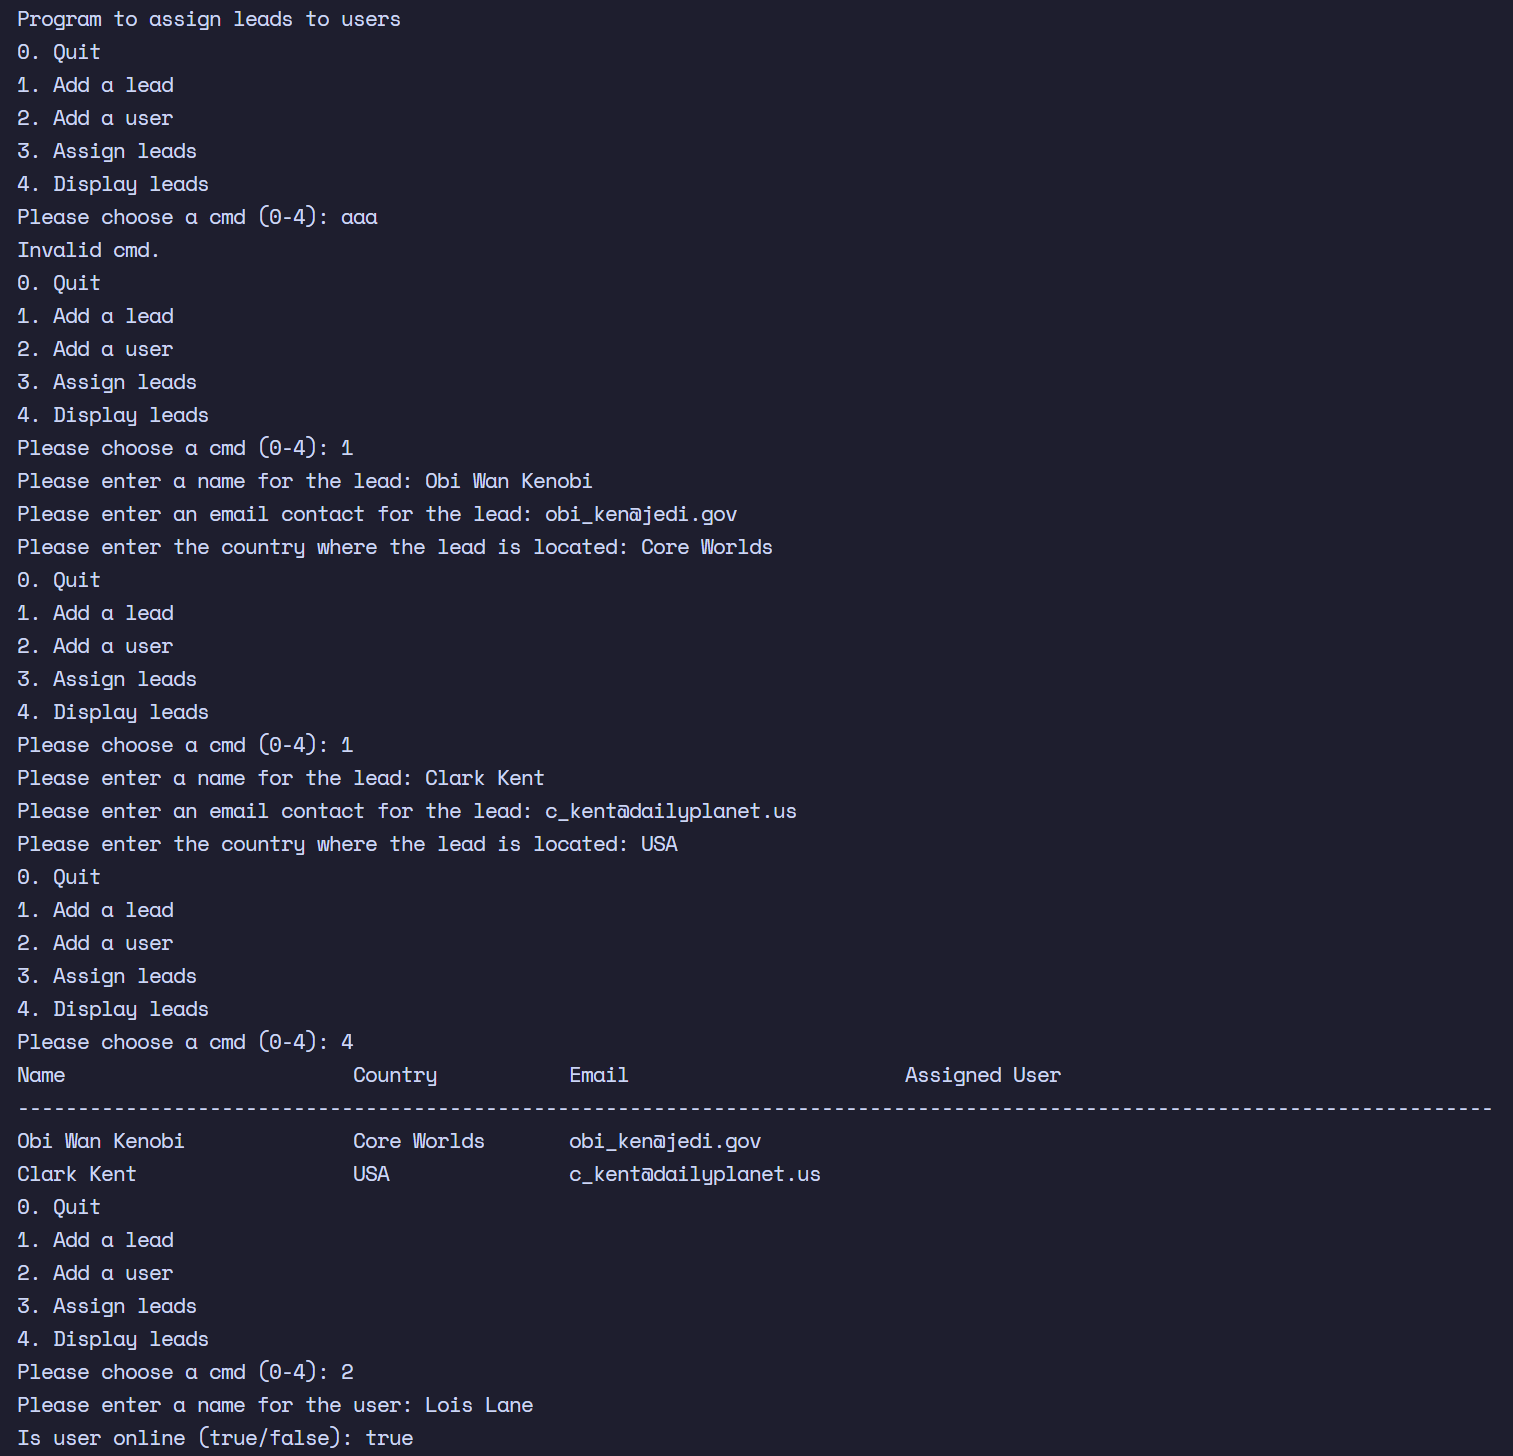 Program to assign leads to users
0. Quit
1. Add a lead
2. Add a user
3. Assign leads
4. Display leads
Please choose a cmd (0-4): aaa
Invalid cmd.
0. Quit
1. Add a lead
2. Add a user
3. Assign leads
4. Display leads
Please choose a cmd (0-4): 1
Please enter a name for the lead: Obi Wan Kenobi
Please enter an email contact for the lead: obi_ken@jedi.gov
Please enter the country where the lead is located: Core Worlds
0. Quit
1. Add a lead
2. Add a user
3. Assign leads
4. Display leads
Please choose a cmd (0-4): 1
Please enter a name for the lead: Clark Kent
Please enter an email contact for the lead: c_kent@dailyplanet.us
Please enter the country where the lead is located: USA
0. Quit
1. Add a lead
2. Add a user
3. Assign leads
4. Display leads
Please choose a cmd (0-4): 4
Name                        Country           Email                       Assigned User
---------------------------------------------------------------------------------------------------------------------------
Obi Wan Kenobi              Core Worlds       obi_ken@jedi.gov
Clark Kent                  USA               c_kent@dailyplanet.us
0. Quit
1. Add a lead
2. Add a user
3. Assign leads
4. Display leads
Please choose a cmd (0-4): 2
Please enter a name for the user: Lois Lane
Is user online (true/false): true